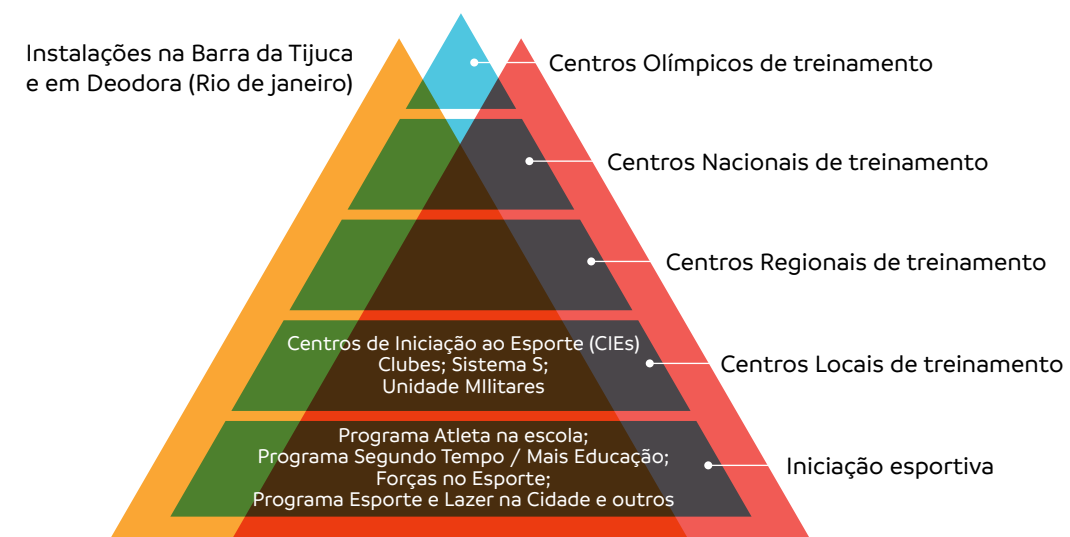 Instalações na Barra da Tijuca
e em Deodora (Rio de janeiro)
Centros Olímpicos de treinamento
Centros Nacionais de treinamento
Centros Regionais de treinamento
Centros de Iniciação ao Esporte (CIEs)
Clubes; Sistema S;
Unidade MIlitares
Centros Locais de treinamento
Programa Atleta na escola;
Programa Segundo Tempo / Mais Educação;
Forças no Esporte;
Programa Esporte e Lazer na Cidade e outros
Iniciação esportiva